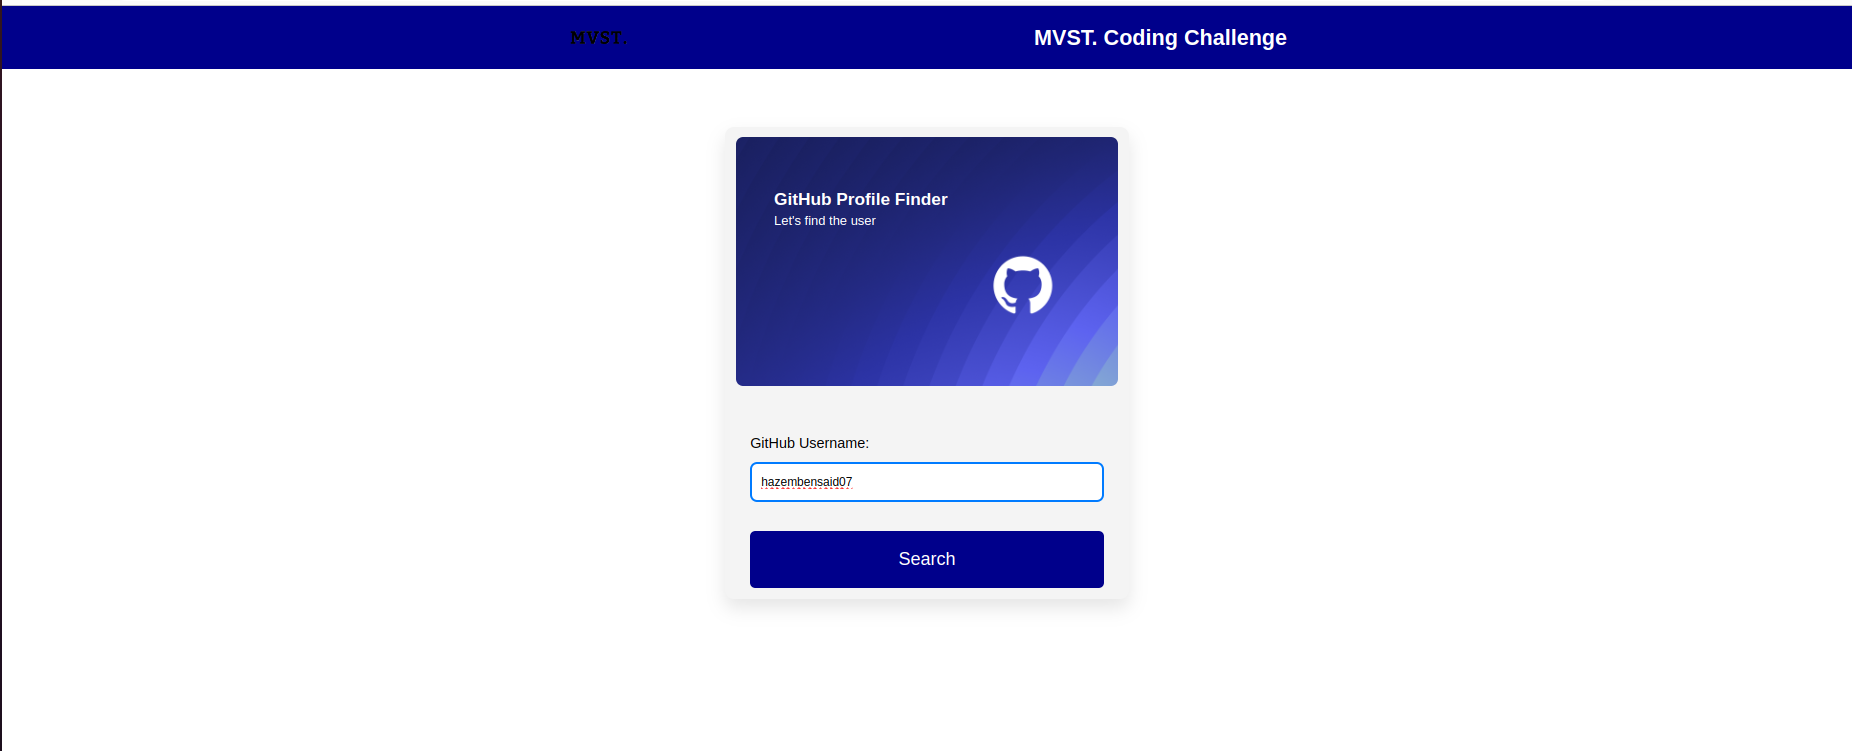 MVST.
MVST. Coding Challenge
GitHub Profile Finder
Let's find the user
GitHub Username:
hazembensaid07
Search